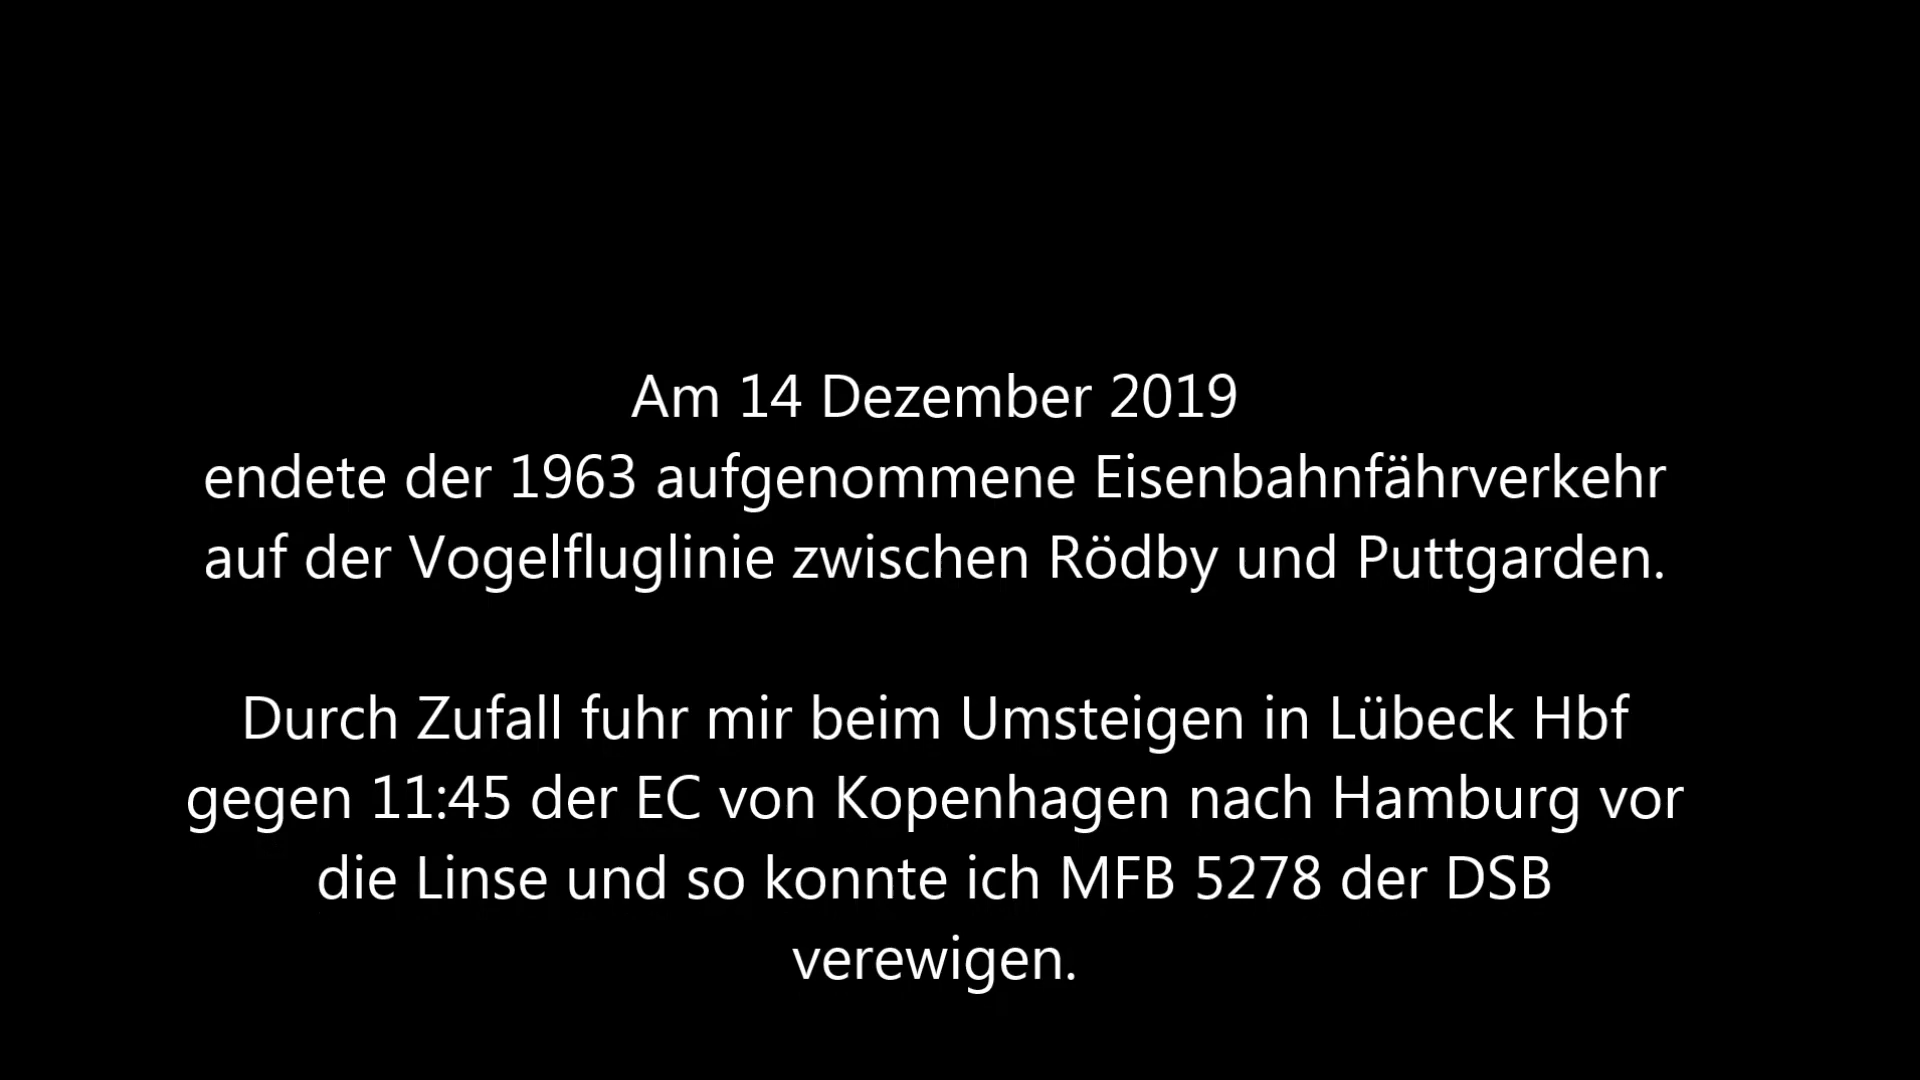 Am 14 Dezember 2019
endete der 1963 aufgenommene Eisenbahnfährverkehr
auf der Vogelfluglinie zwischen Rödby und Puttgarden.
Durch Zufall fuhr mir beim Umsteigen in Lübeck Hbf
gegen 11:45 der EC von Kopenhagen nach Hamburg vor
die Linse und so konnte ich MFB 5278 der DSB
verewigen.